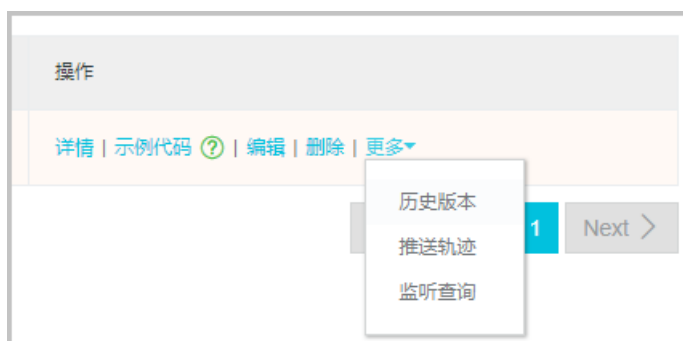 操作
详情 | 示例代码 ? | 编辑 | 删除 | 更多
历史版本
推送轨迹
监听查询
1 Next